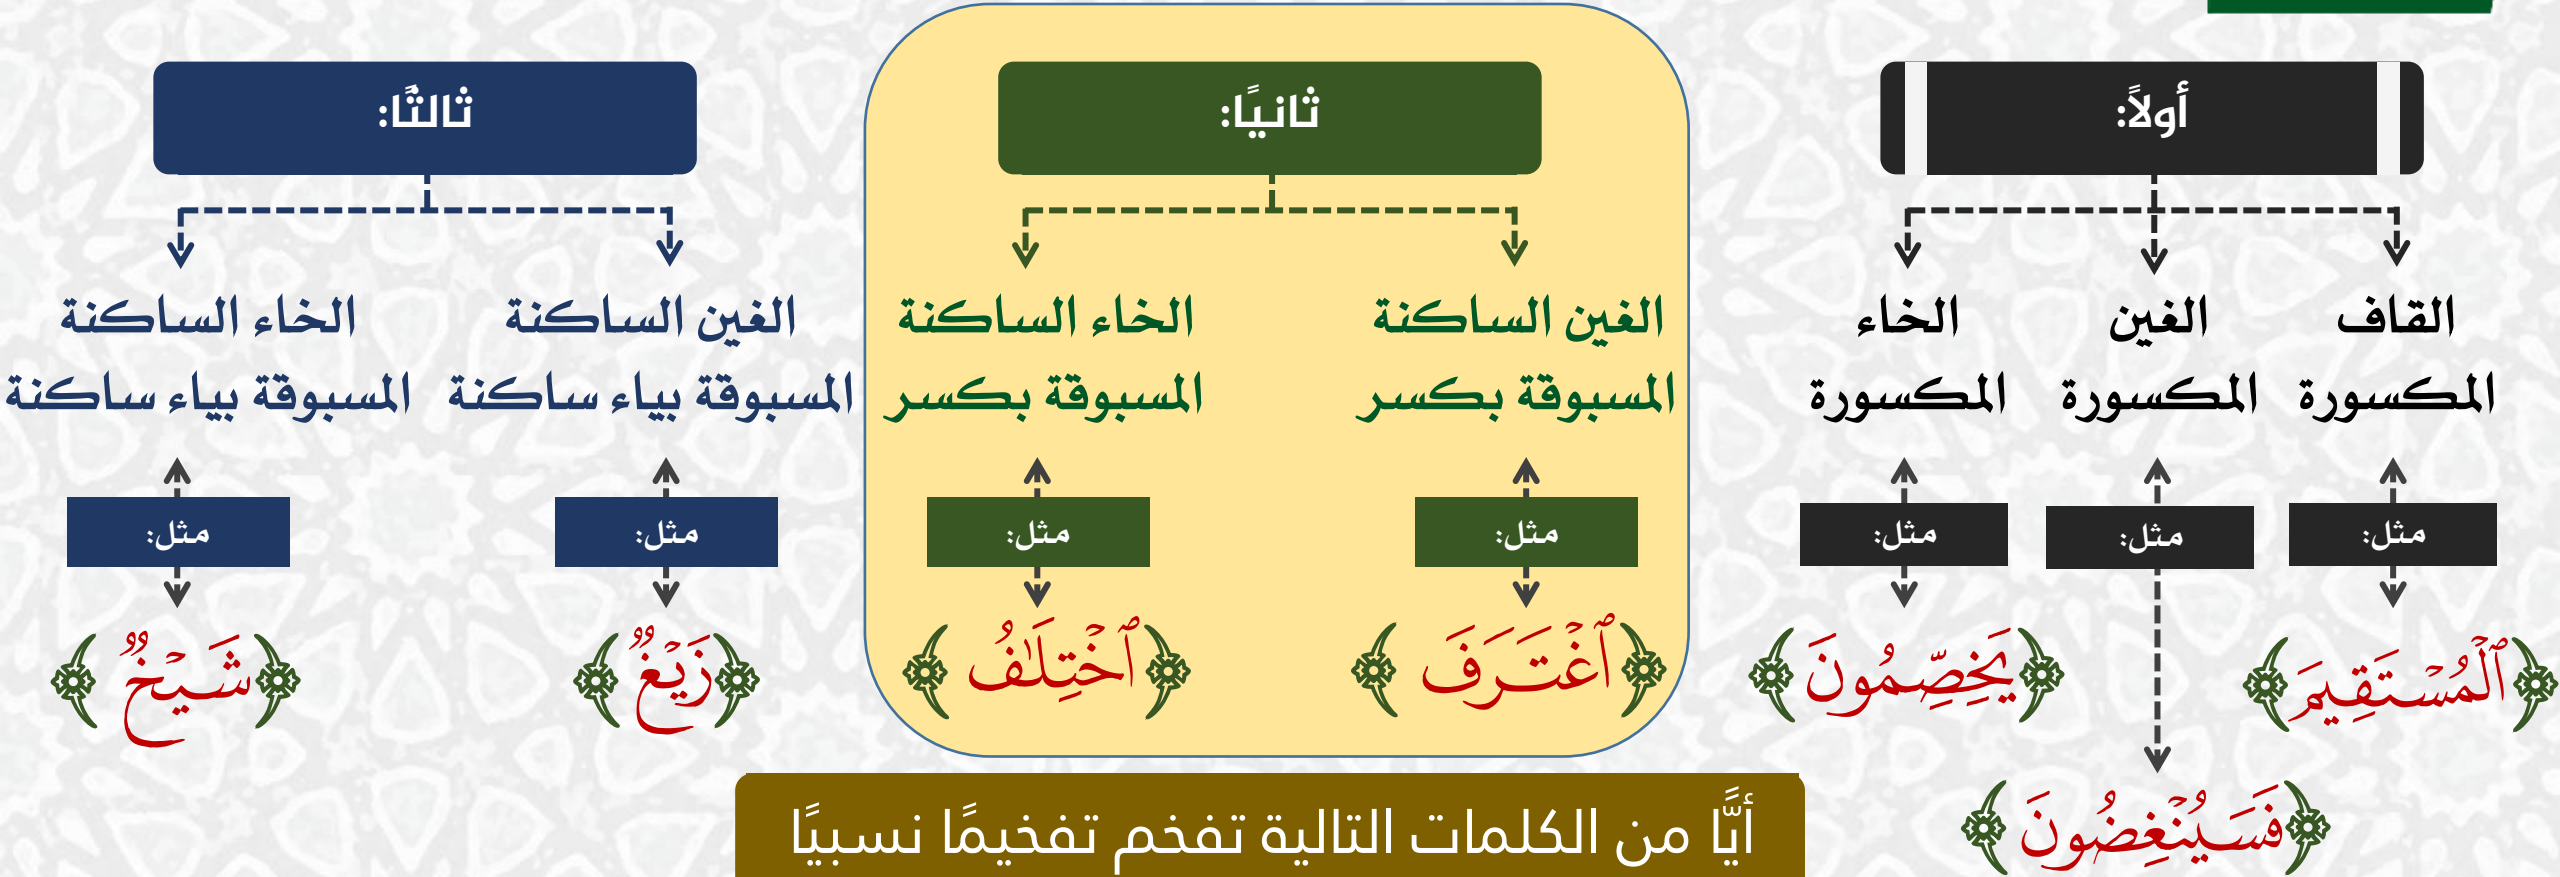 أولاً:
القاف
المكسورة
مثل:
﴿ٱلۡمُسۡتَقِيمَ﴾
الغين
المكسورة
مثل:
﴿فَسَيُنۡغِضُونَ﴾
الخاء
المكسورة
مثل:
﴿يَخِصِّمُونَ﴾
ثانيًا:
الغين الساكنة
المسبوقة بكسر
مثل:
﴿ٱغۡتَرَفَ﴾
الخاء الساكنة
المسبوقة بكسر
مثل:
﴿ٱخۡتِلَٰفُ﴾
ثالثًا:
الغين الساكنة
المسبوقة بياء ساكنة
مثل:
﴿زَيۡغٞ﴾
الخاء الساكنة
المسبوقة بياء ساكنة
مثل:
﴿شَيۡخٞ﴾
أيًّا من الكلمات التالية تفخم تفخيمًا نسبيًا